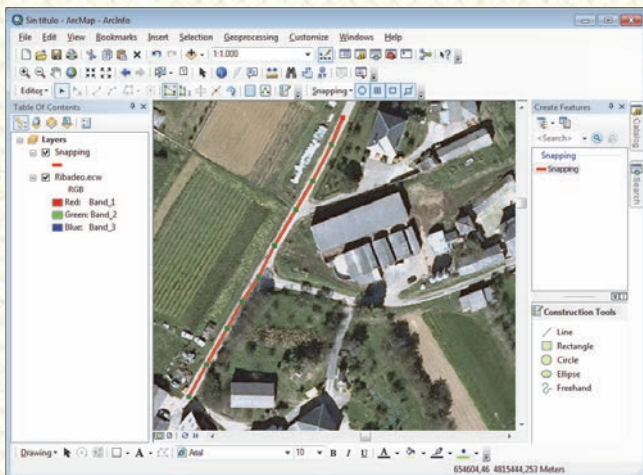 Sin título - ArcMap - ArcInfo
File Edit View Bookmarks Insert Selection Geoprocessing Customize Windows Help
1:1.000
Editor Snapping
Table Of Contents
Layers
Snapping
Ribadeo.ecw
RGB
Red: Band_1
Green: Band_2
Blue: Band_3
Create Features
<Search>
Snapping
Snapping
Construction Tools
Line
Rectangle
Circle
Ellipse
Freehand
Catalog
Search
Drawing A Arial 10 B I U A
654604,46 4815444,253 Meters